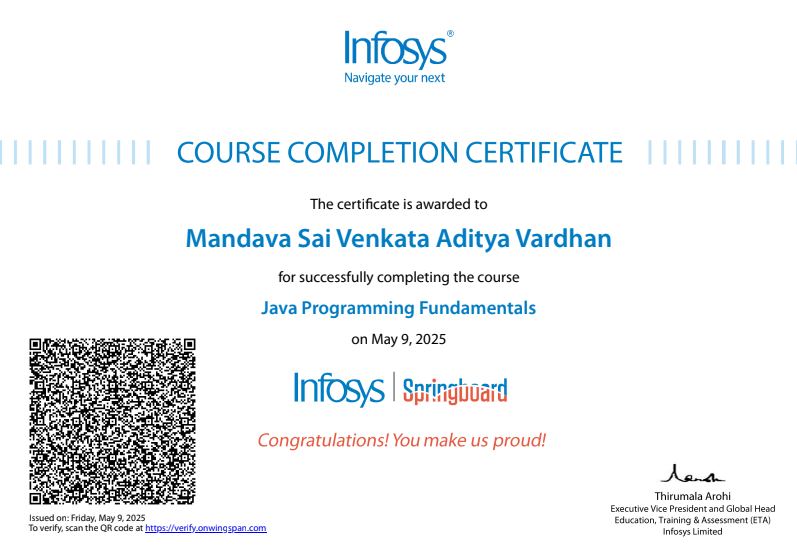 Infosys®
Navigate your next
COURSE COMPLETION CERTIFICATE
The certificate is awarded to
Mandava Sai Venkata Aditya Vardhan
for successfully completing the course
Java Programming Fundamentals
on May 9, 2025
Infosys | Springboard
Congratulations! You make us proud!
Issued on: Friday, May 9, 2025
To verify, scan the QR code at https://verify.onwingspan.com
Thirumala Arohi
Executive Vice President and Global Head
Education, Training & Assessment (ETA)
Infosys Limited